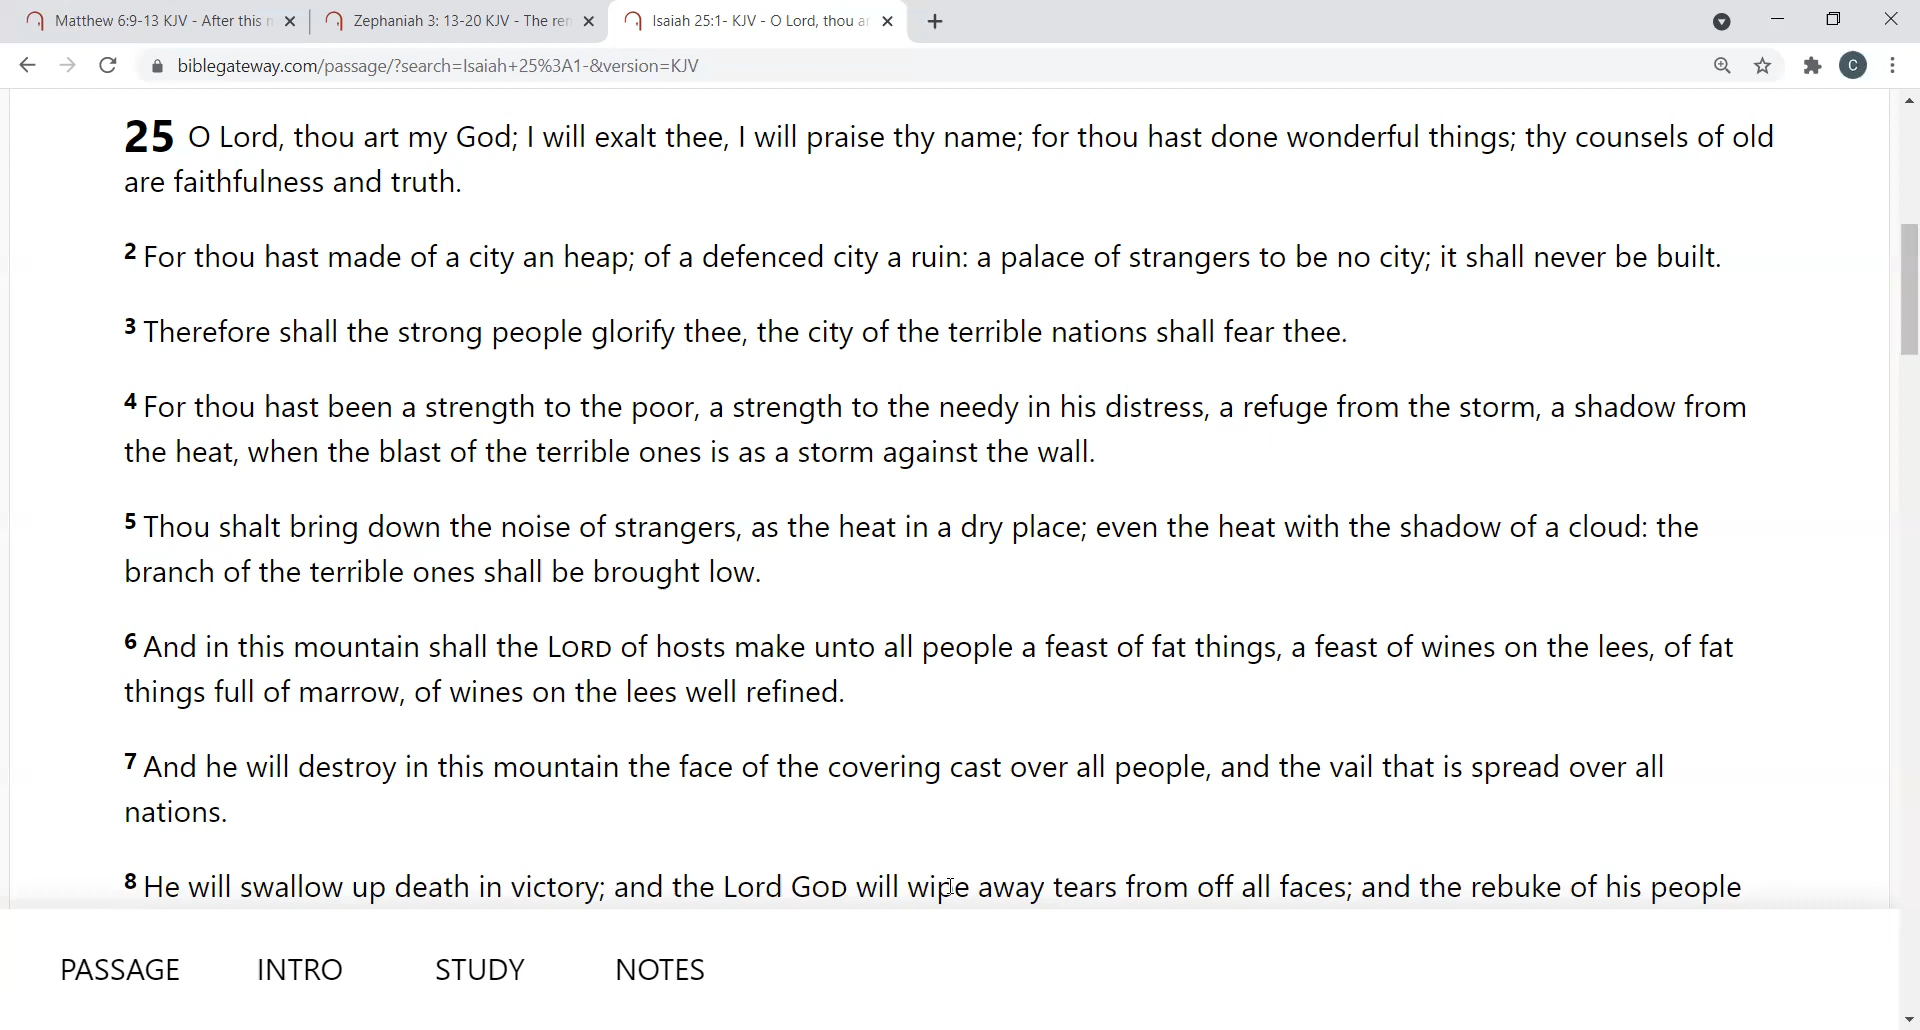 Matthew 6:9-13 KJV - After this
Zephaniah 3: 13-20 KJV - The
Isaiah 25:1- KJV - O Lord, thou
biblegateway.com/passage/?search=Isaiah+25%3A1-&version=KJV
C
25 O Lord, thou art my God; I will exalt thee, I will praise thy name; for thou hast done wonderful things; thy counsels of old
are faithfulness and truth.
2 For thou hast made of a city an heap; of a defenced city a ruin: a palace of strangers to be no city; it shall never be built.
3 Therefore shall the strong people glorify thee, the city of the terrible nations shall fear thee.
4 For thou hast been a strength to the poor, a strength to the needy in his distress, a refuge from the storm, a shadow from
the heat, when the blast of the terrible ones is as a storm against the wall.
5 Thou shalt bring down the noise of strangers, as the heat in a dry place; even the heat with the shadow of a cloud: the
branch of the terrible ones shall be brought low.
6 And in this mountain shall the LORD of hosts make unto all people a feast of fat things, a feast of wines on the lees, of fat
things full of marrow, of wines on the lees well refined.
7 And he will destroy in this mountain the face of the covering cast over all people, and the vail that is spread over all
nations.
8 He will swallow up death in victory; and the Lord GOD will wipe away tears from off all faces; and the rebuke of his people
PASSAGE INTRO STUDY NOTES